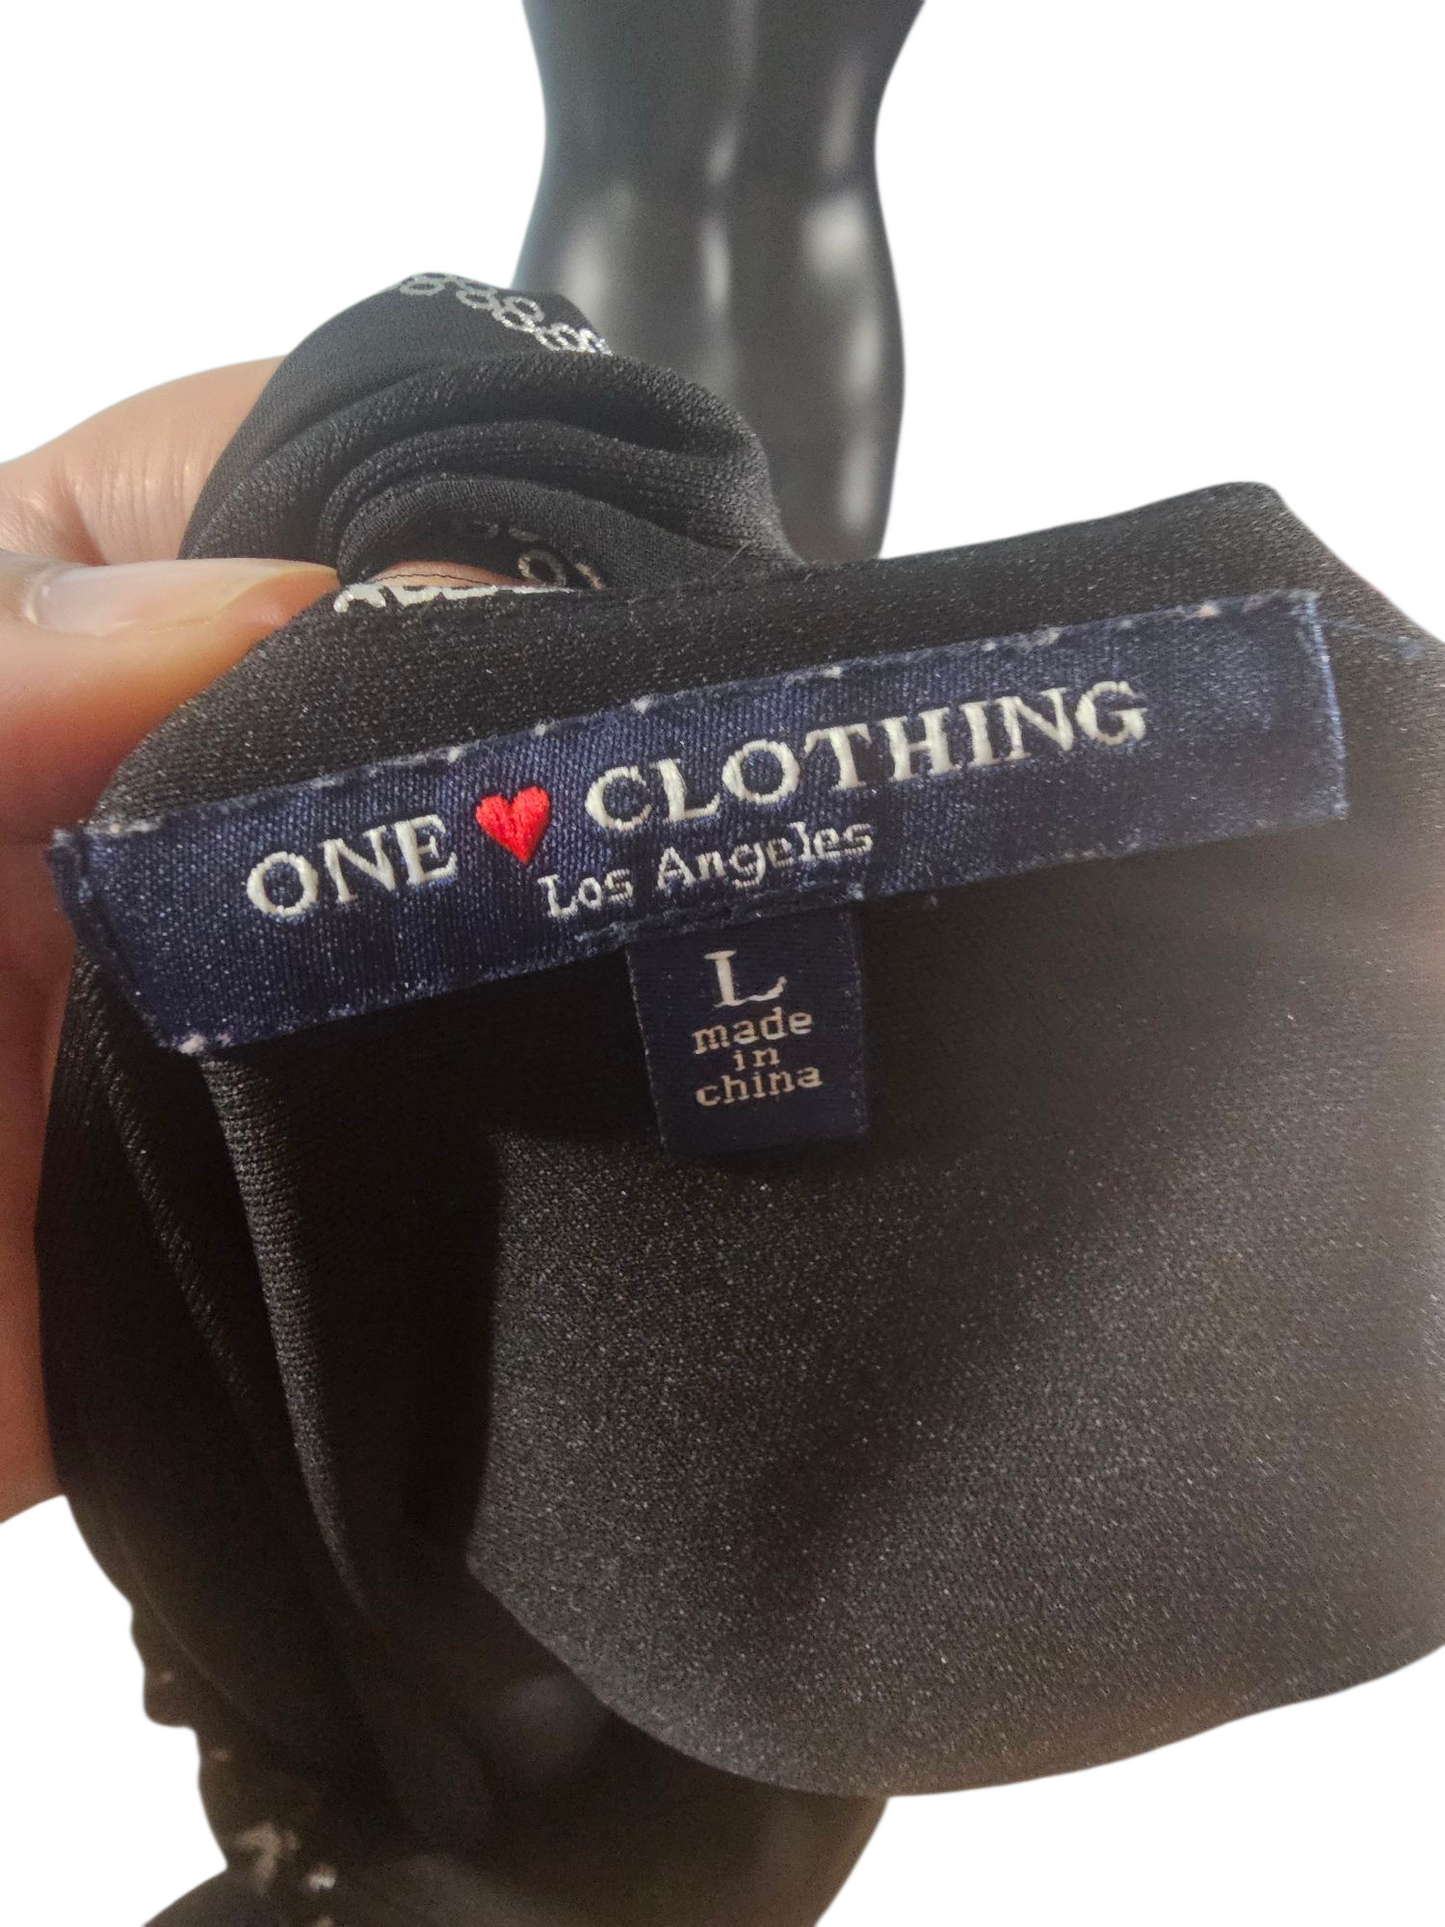 ONE ❤ CLOTHING
Los Angeles
L
made
in
china